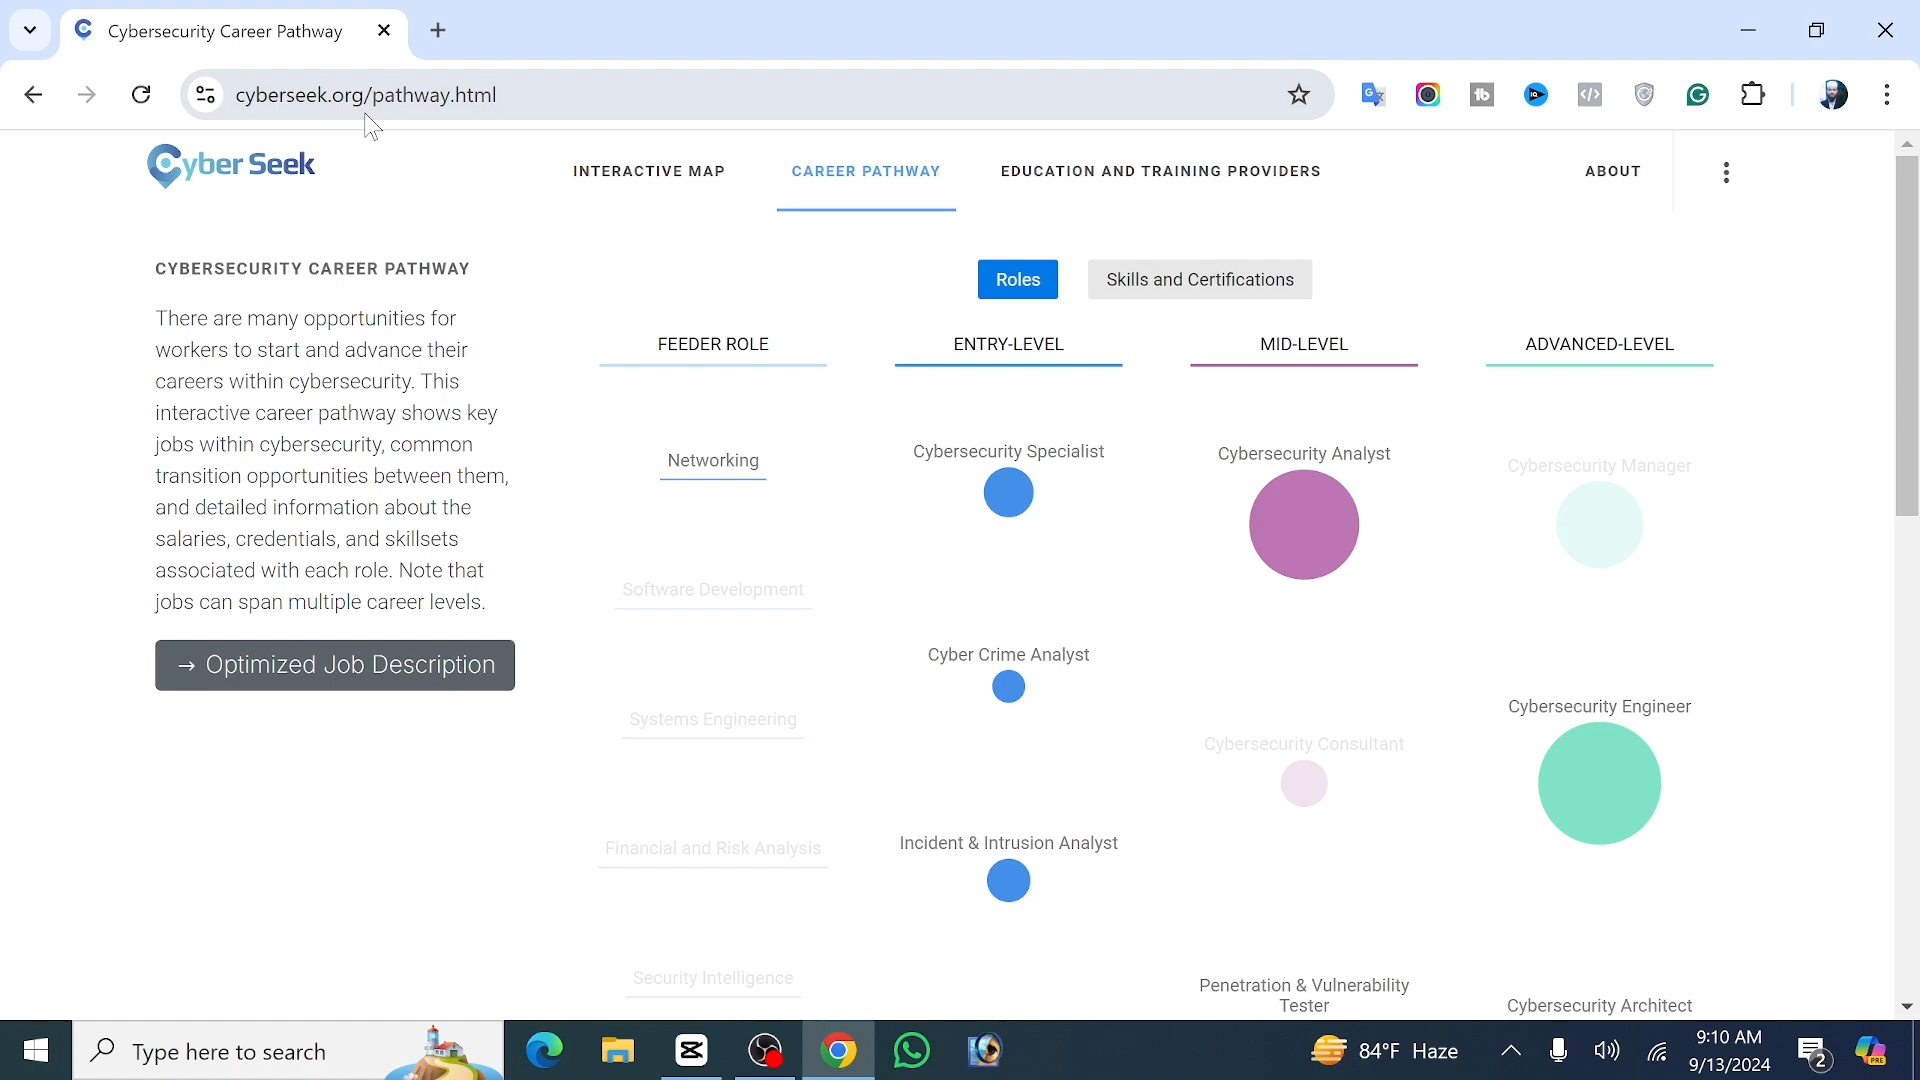 Cybersecurity Career Pathway
cyberseek.org/pathway.html
Cyber Seek
INTERACTIVE MAP
CAREER PATHWAY
EDUCATION AND TRAINING PROVIDERS
ABOUT
CYBERSECURITY CAREER PATHWAY
There are many opportunities for
workers to start and advance their
careers within cybersecurity. This
interactive career pathway shows key
jobs within cybersecurity, common
transition opportunities between them,
and detailed information about the
salaries, credentials, and skillsets
associated with each role. Note that
jobs can span multiple career levels.
→ Optimized Job Description
Roles
Skills and Certifications
FEEDER ROLE
ENTRY-LEVEL
MID-LEVEL
ADVANCED-LEVEL
Networking
Software Development
Systems Engineering
Financial and Risk Analysis
Security Intelligence
Cybersecurity Specialist
Cyber Crime Analyst
Incident & Intrusion Analyst
Cybersecurity Analyst
Cybersecurity Consultant
Penetration & Vulnerability
Tester
Cybersecurity Manager
Cybersecurity Engineer
Cybersecurity Architect
Type here to search
84°F Haze
9:10 AM
9/13/2024
2